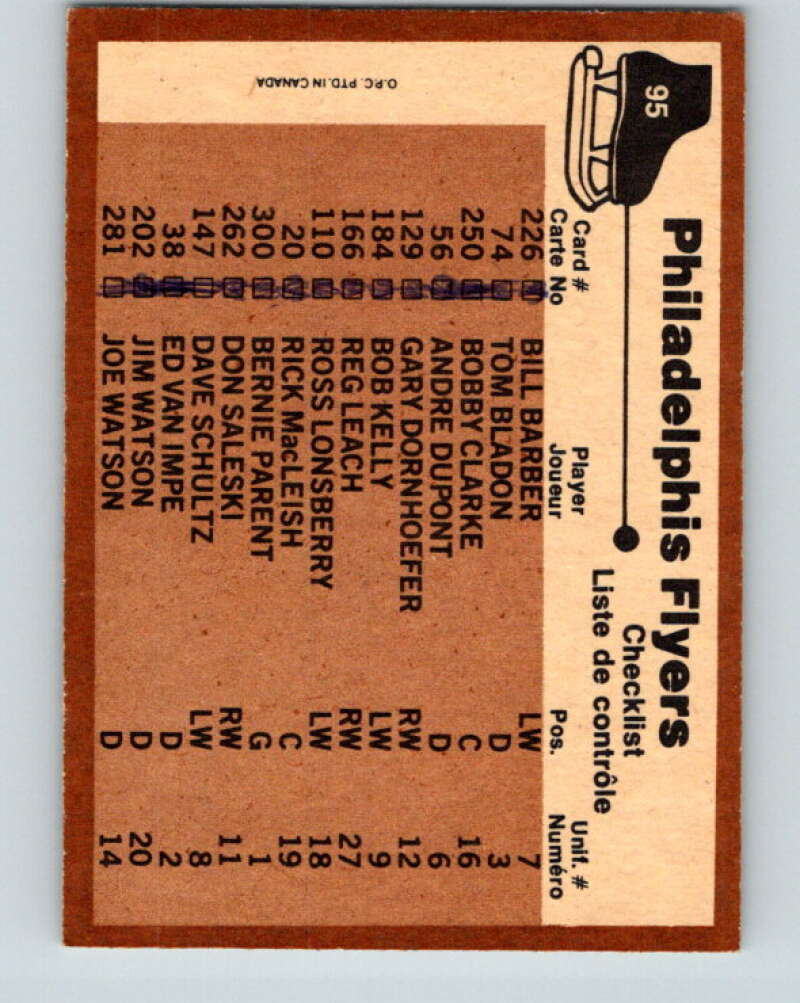 95
Philadelphis Flyers
Checklist
Liste de contrôle
Card # Player Unif. #
Carte No Joueur Pos. Numéro
226 BILL BARBER LW 7
74 TOM BLADON D 3
250 BOBBY CLARKE C 16
56 ANDRE DUPONT D 6
129 GARY DORNHOEFER RW 12
184 BOB KELLY LW 9
166 REG LEACH RW 27
110 ROSS LONSBERRY LW 18
20 RICK MacLEISH C 19
300 BERNIE PARENT G 1
262 DON SALESKI RW 11
147 DAVE SCHULTZ LW 8
38 ED VAN IMPE D 2
202 JIM WATSON D 20
281 JOE WATSON D 14
O.P.C. PTD. IN CANADA